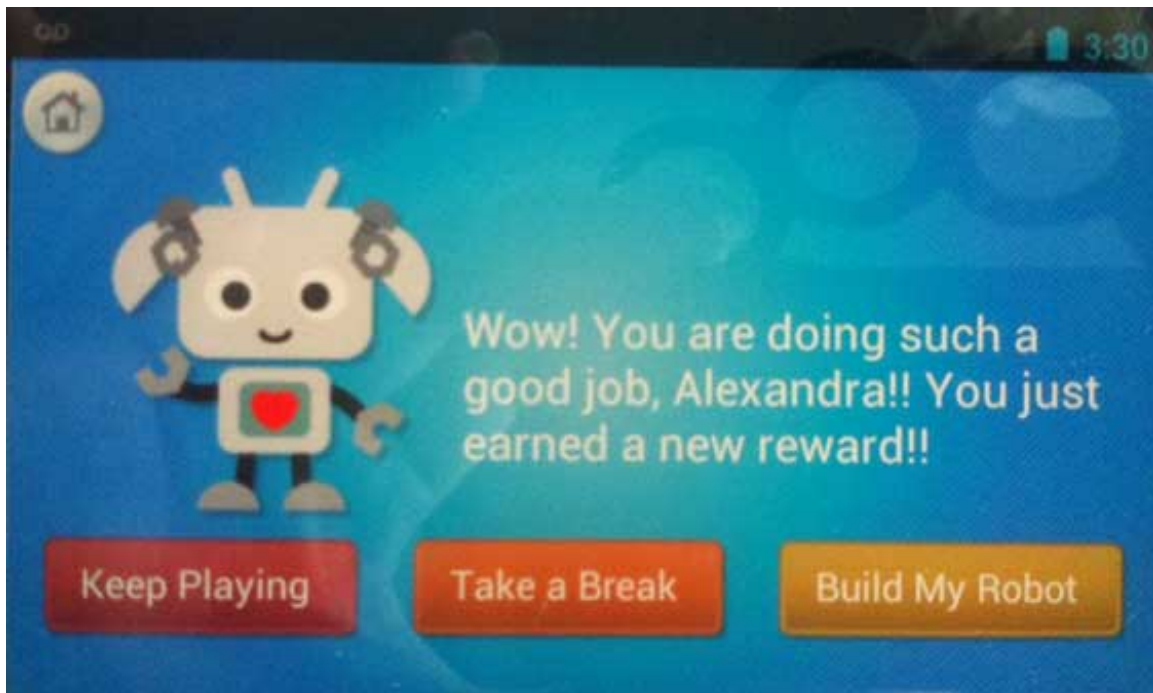 3:30
Wow! You are doing such a
good job, Alexandra!! You just
earned a new reward!!
Keep Playing
Take a Break
Build My Robot